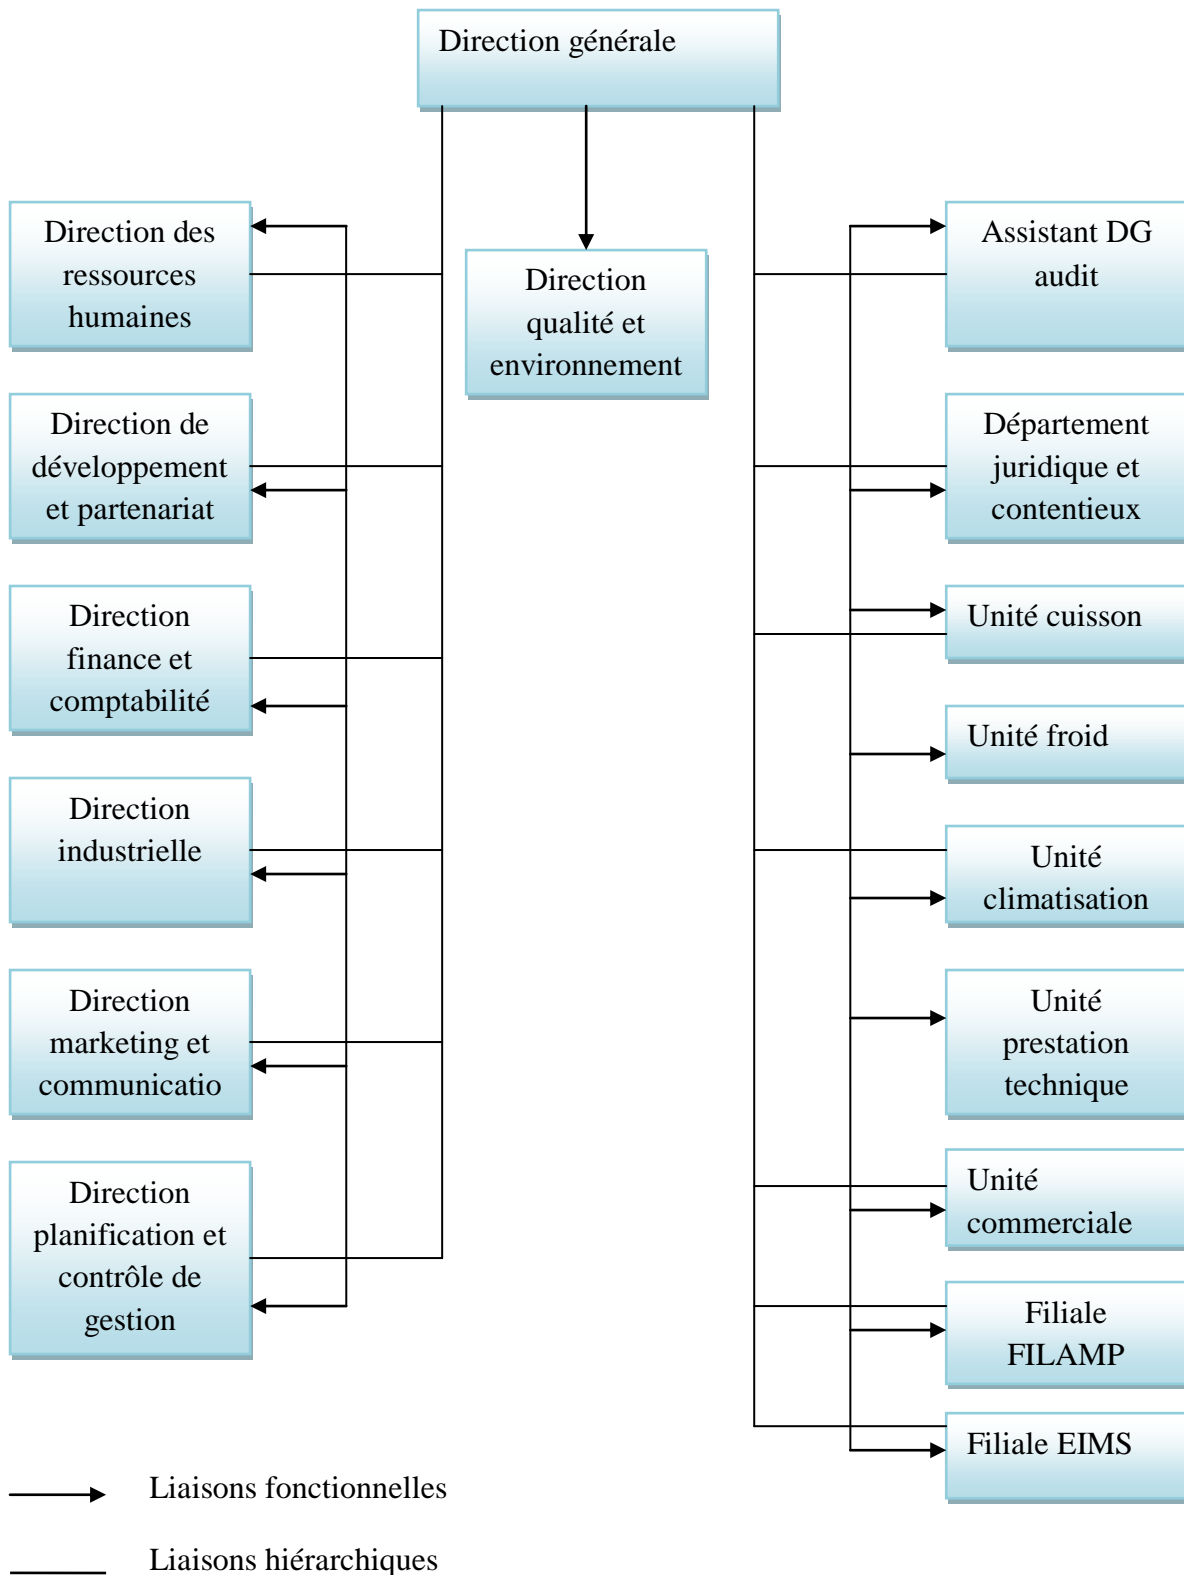 Direction générale
Direction des
ressources
humaines
Direction
qualité et
environnement
Assistant DG
audit
Direction de
développement
et partenariat
Département
juridique et
contentieux
Direction
finance et
comptabilité
Unité cuisson
Unité froid
Direction
industrielle
Unité
climatisation
Direction
marketing et
communicatio
Unité
prestation
technique
Direction
planification et
contrôle de
gestion
Unité
commerciale
Filiale
FILAMP
Filiale EIMS
Liaisons fonctionnelles
Liaisons hiérarchiques